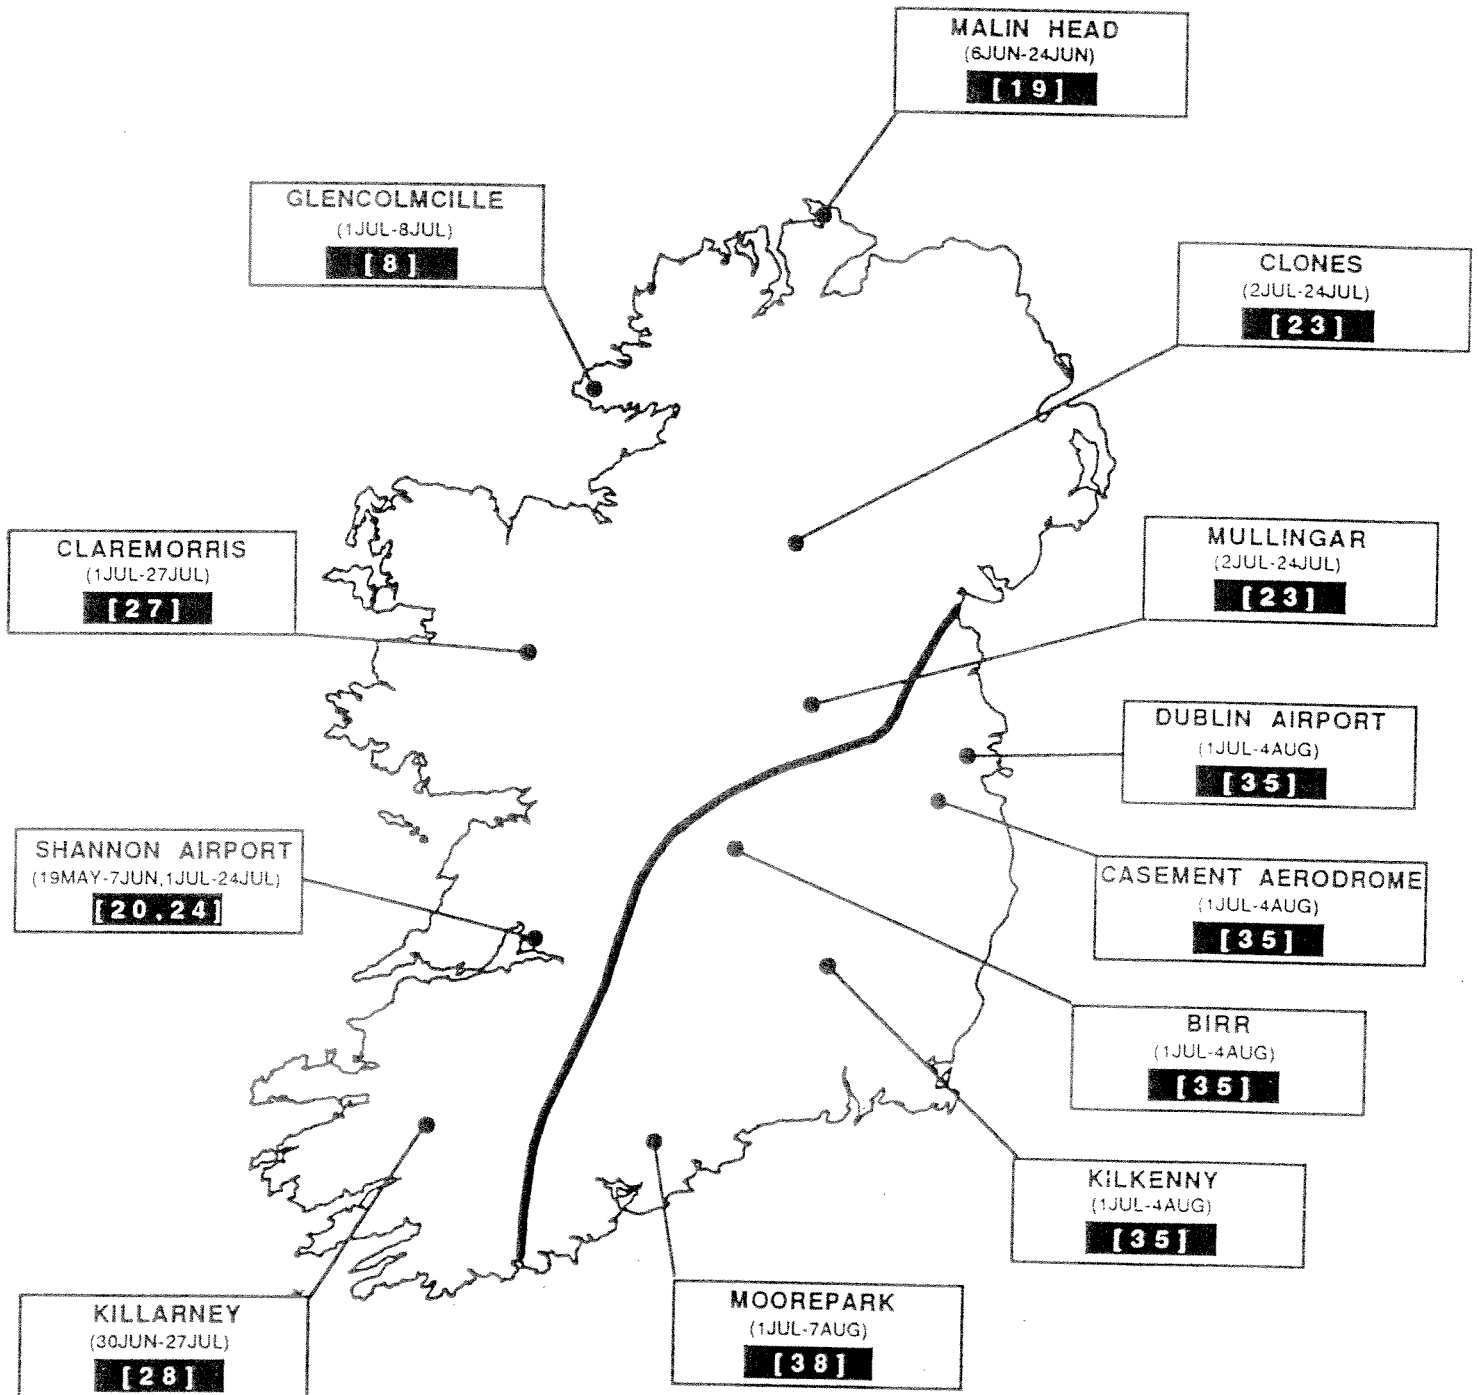 MALIN HEAD
(6JUN-24JUN)
[19]
GLENCOLMCILLE
(1JUL-8JUL)
[8]
CLONES
(2JUL-24JUL)
[23]
CLAREMORRIS
(1JUL-27JUL)
[27]
MULLINGAR
(2JUL-24JUL)
[23]
DUBLIN AIRPORT
(1JUL-4AUG)
[35]
SHANNON AIRPORT
(19MAY-7JUN,1JUL-24JUL)
[20.24]
CASEMENT AERODROME
(1JUL-4AUG)
[35]
BIRR
(1JUL-4AUG)
[35]
KILKENNY
(1JUL-4AUG)
[35]
KILLARNEY
(30JUN-27JUL)
[28]
MOOREPARK
(1JUL-7AUG)
[38]